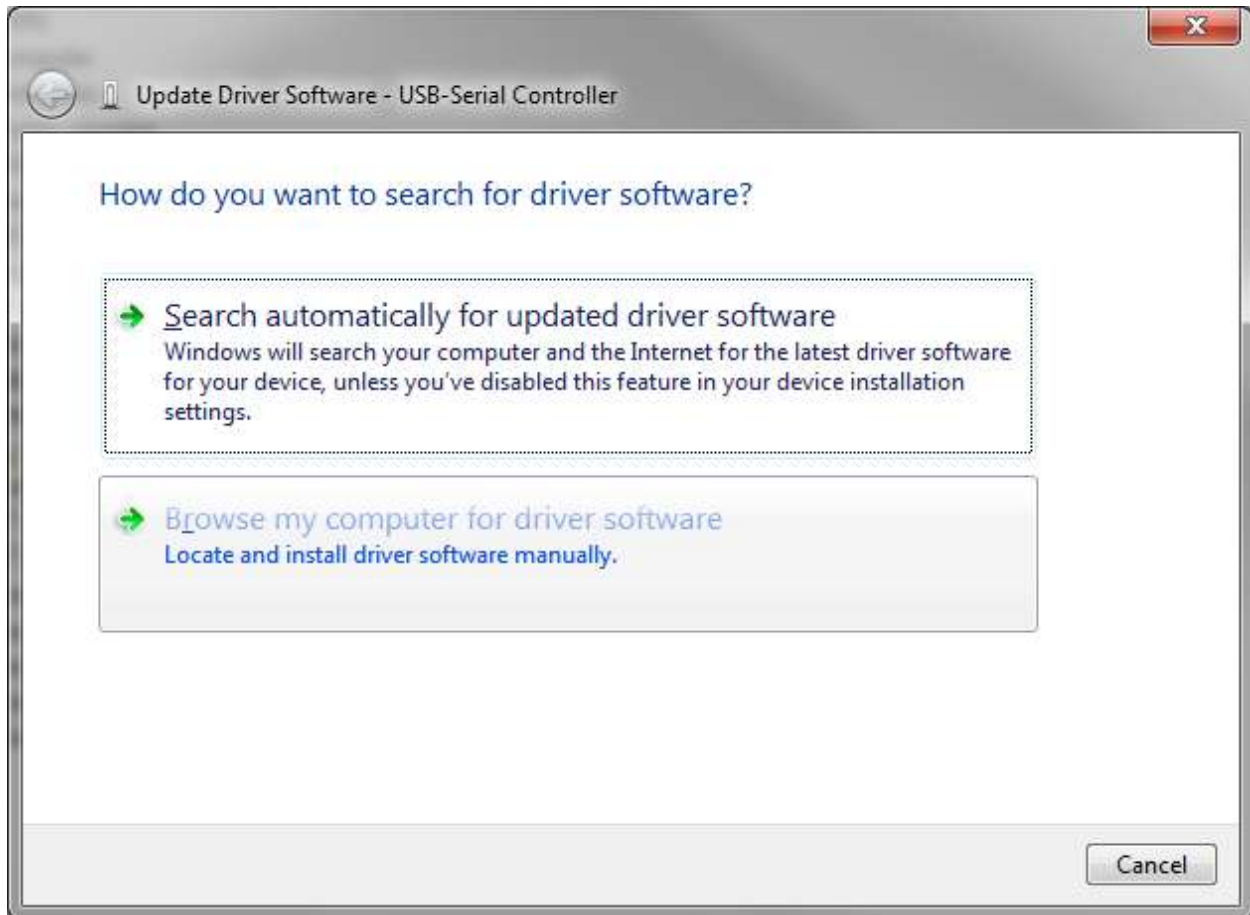 Update Driver Software - USB-Serial Controller
How do you want to search for driver software?
Search automatically for updated driver software
Windows will search your computer and the Internet for the latest driver software
for your device, unless you've disabled this feature in your device installation
settings.
Browse my computer for driver software
Locate and install driver software manually.
Cancel